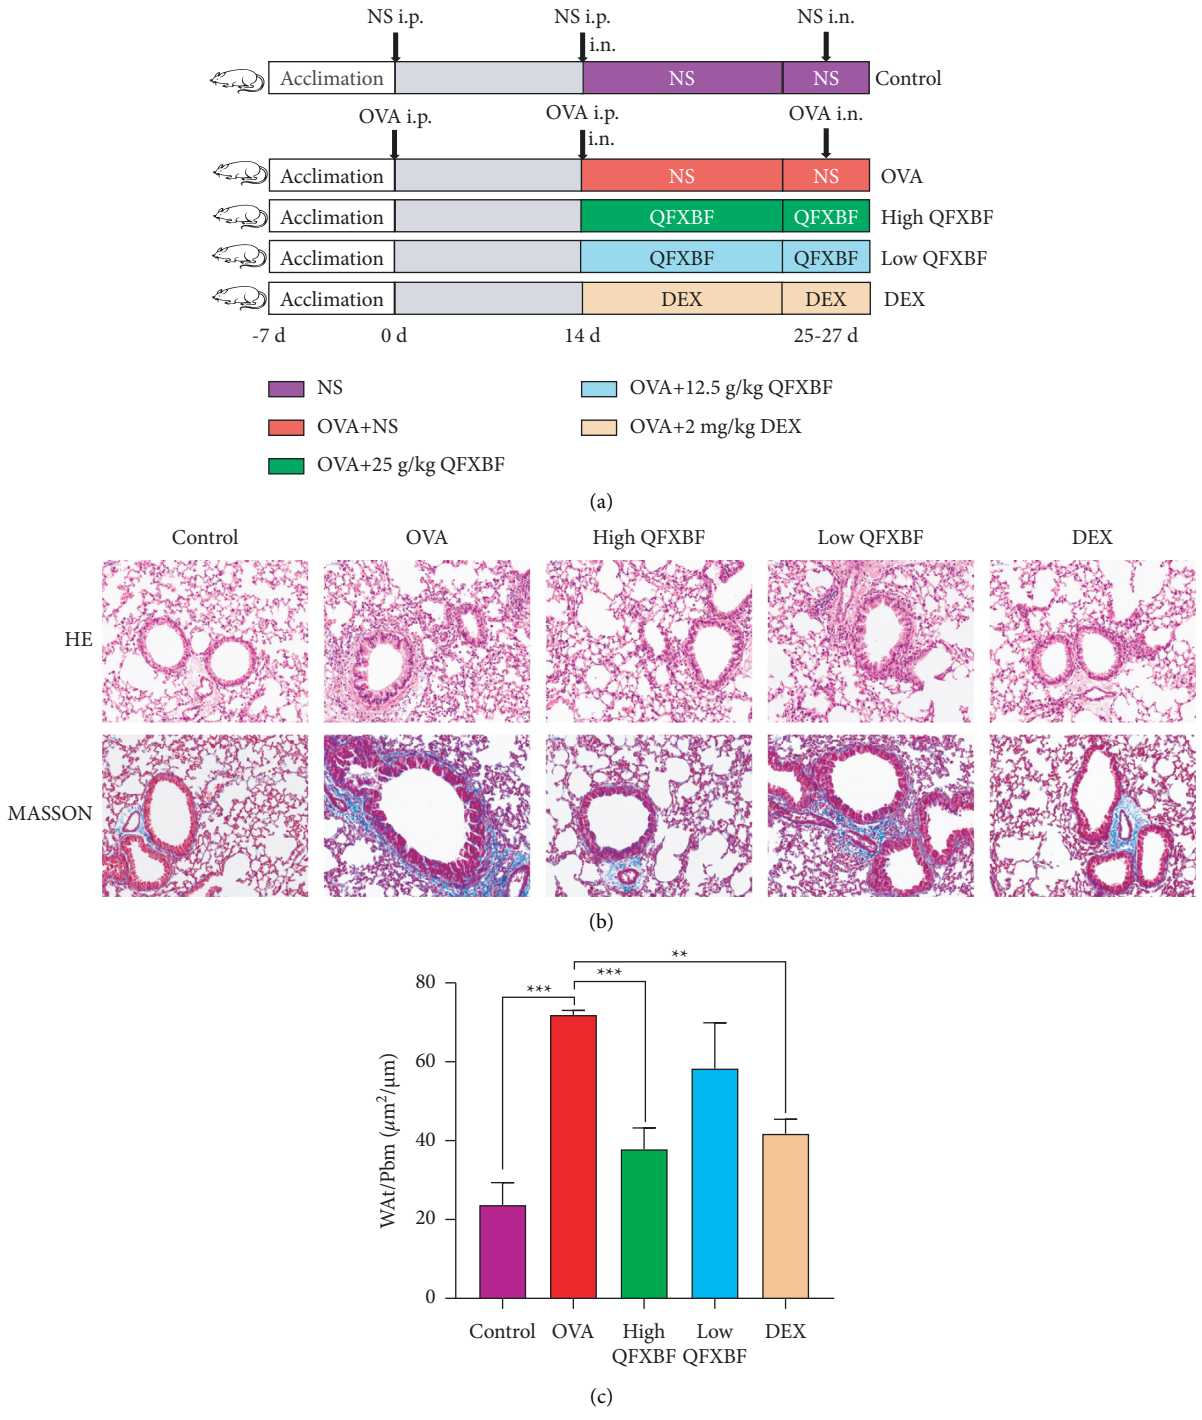 NS i.p. NS i.p. NS i.n.
i.n.
Acclimation NS NS Control
OVA i.p. OVA i.p. OVA i.n.
i.n.
Acclimation NS NS OVA
Acclimation QFXBF QFXBF High QFXBF
Acclimation QFXBF QFXBF Low QFXBF
Acclimation DEX DEX DEX
-7 d 0 d 14 d 25-27 d
NS
OVA+NS
OVA+25 g/kg QFXBF
OVA+12.5 g/kg QFXBF
OVA+2 mg/kg DEX
(a)
Control OVA High QFXBF Low QFXBF DEX
HE
MASSON
(b)
WAt/Pbm (μm²/μm)
80
60
40
20
0
*** *** **
Control OVA High QFXBF Low QFXBF DEX
(c)